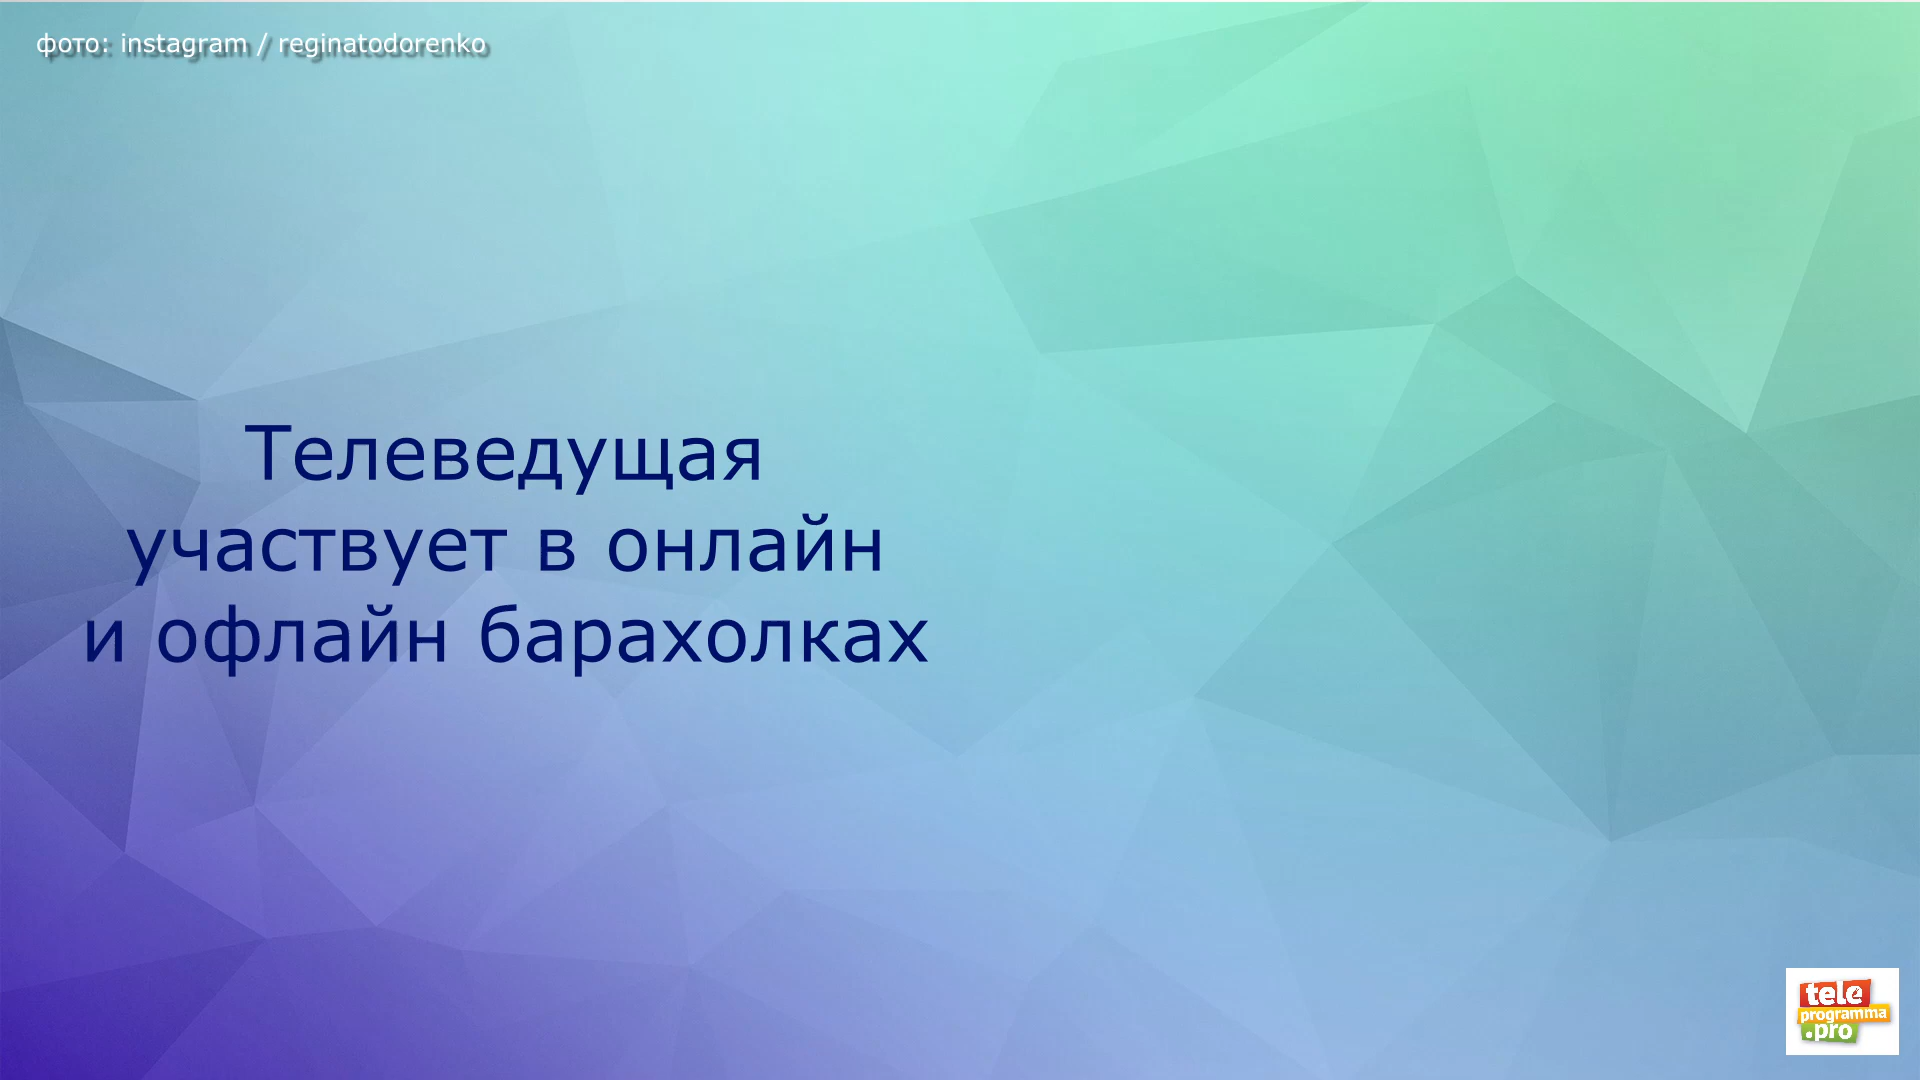 фото: instagram / reginatodorenko
Телеведущая
участвует в онлайн
и офлайн барахолках
tele
programma
.pro